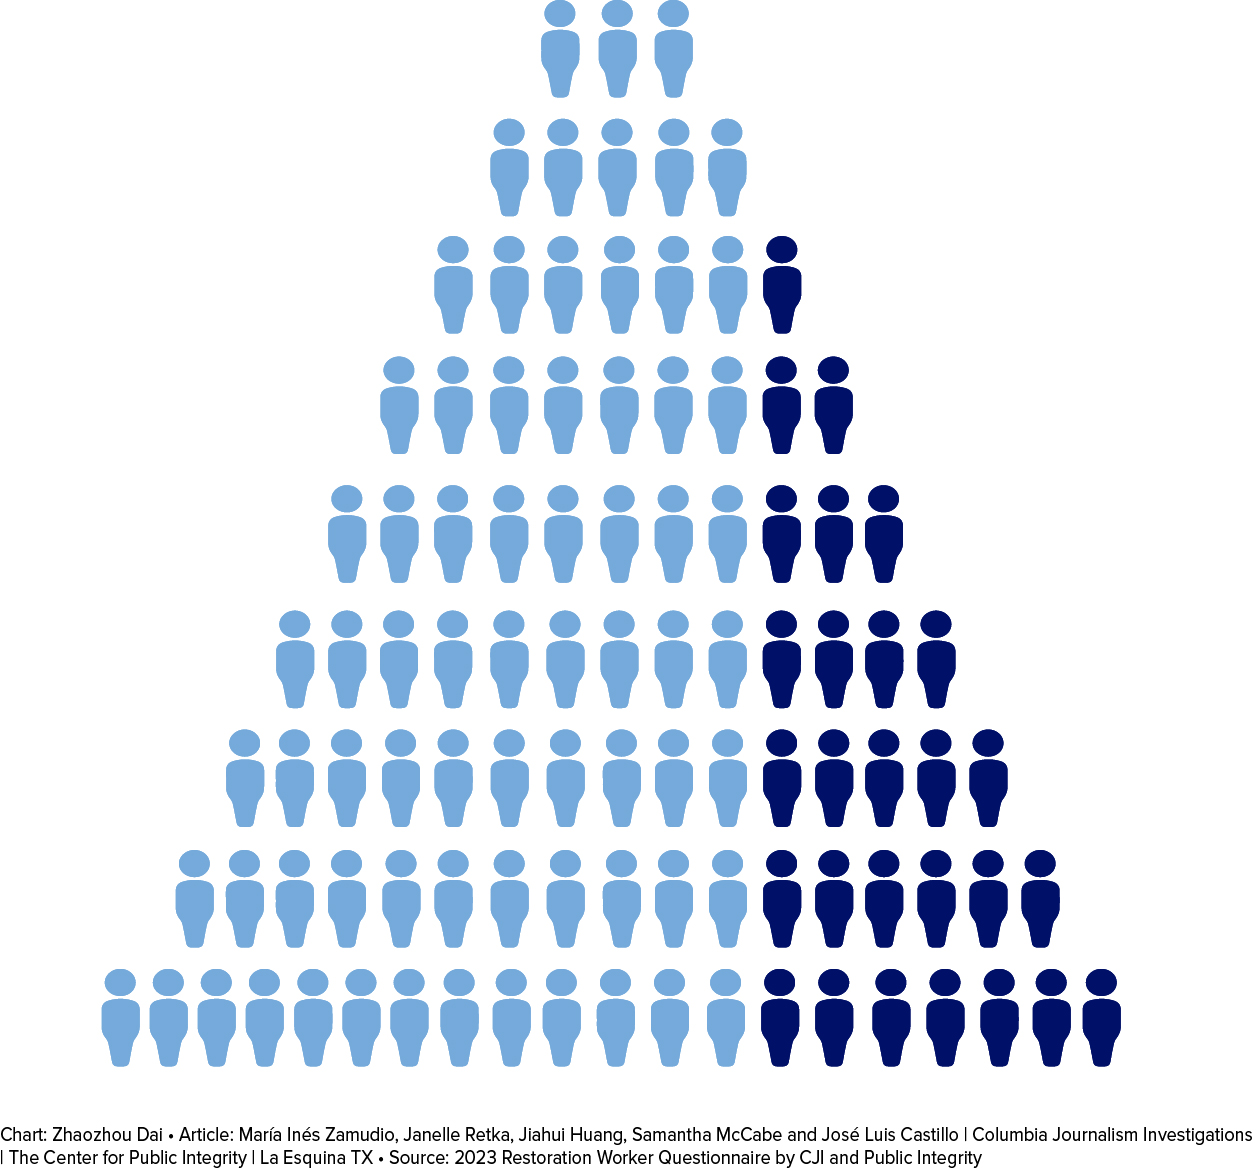 Chart: Zhaozhou Dai • Article: María Inés Zamudio, Janelle Retka, Jiahui Huang, Samantha McCabe and José Luis Castillo | Columbia Journalism Investigations
| The Center for Public Integrity | La Esquina TX • Source: 2023 Restoration Worker Questionnaire by CJI and Public Integrity